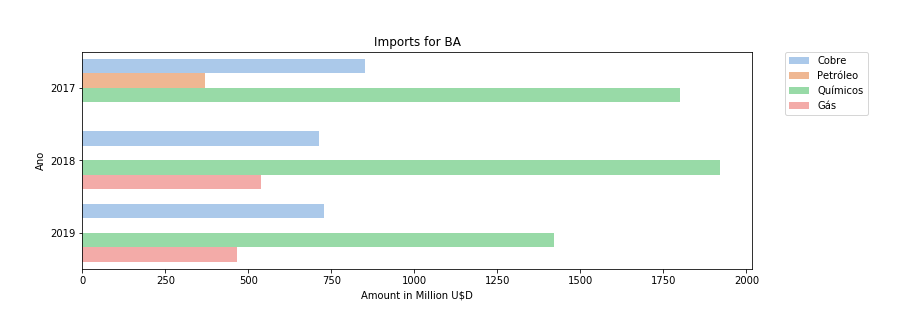 Imports for BA
Cobre
Petróleo
Químicos
Gás
2017
2018
2019
Ano
0 250 500 750 1000 1250 1500 1750 2000
Amount in Million U$D